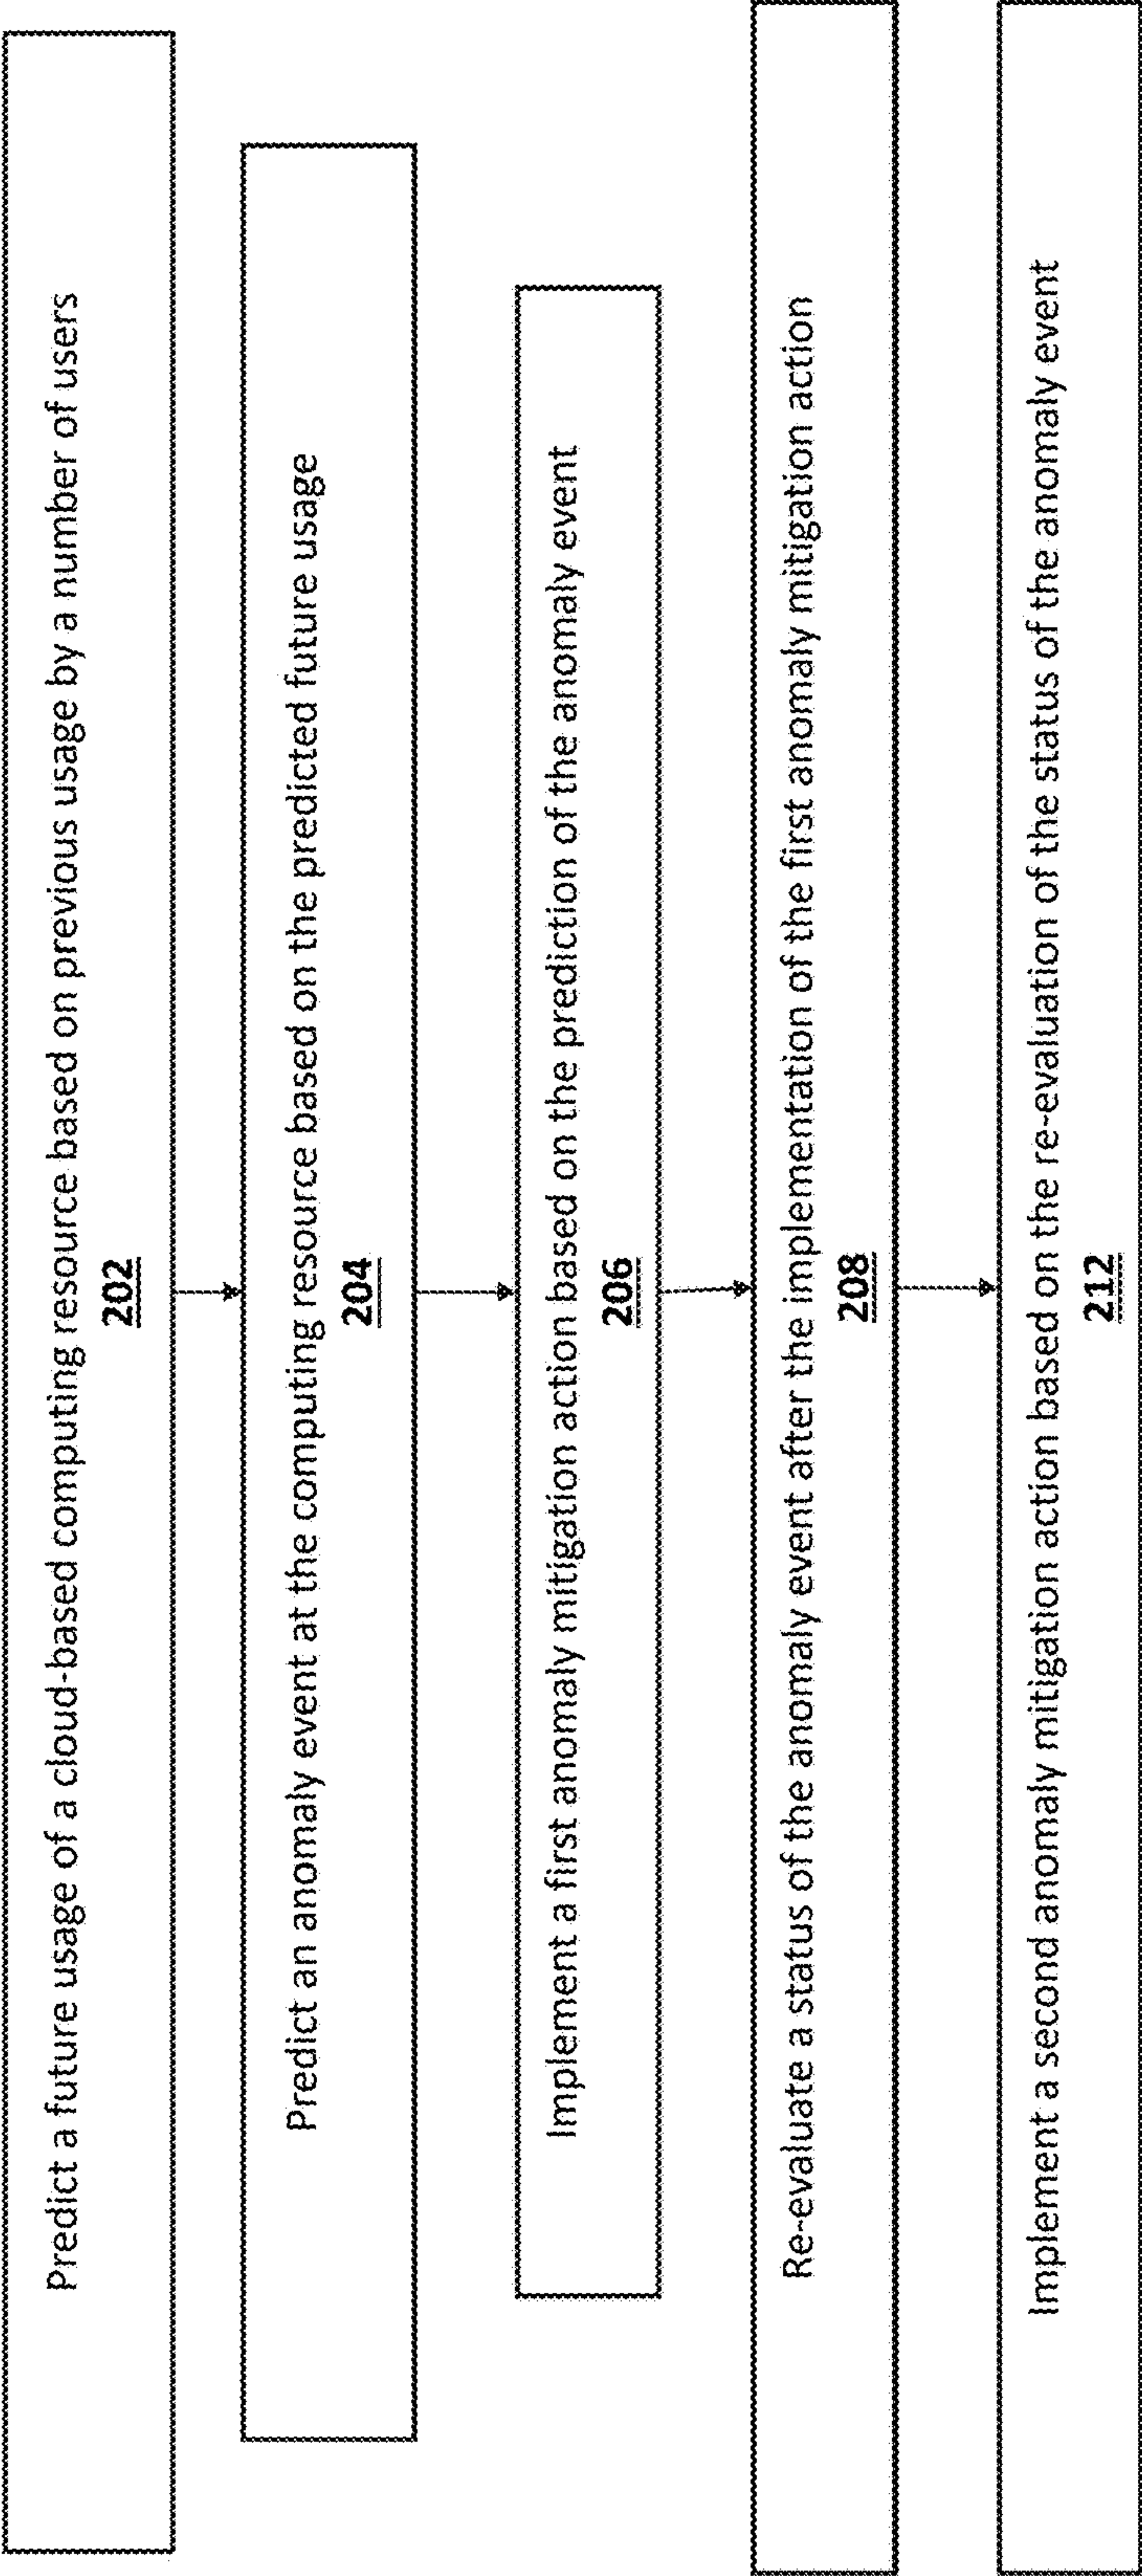 Predict a future usage of a cloud-based computing resource based on previous usage by a number of users
202
Predict an anomaly event at the computing resource based on the predicted future usage
204
Implement a first anomaly mitigation action based on the prediction of the anomaly event
206
Re-evaluate a status of the anomaly event after the implementation of the first anomaly mitigation action
208
Implement a second anomaly mitigation action based on the re-evaluation of the status of the anomaly event
212